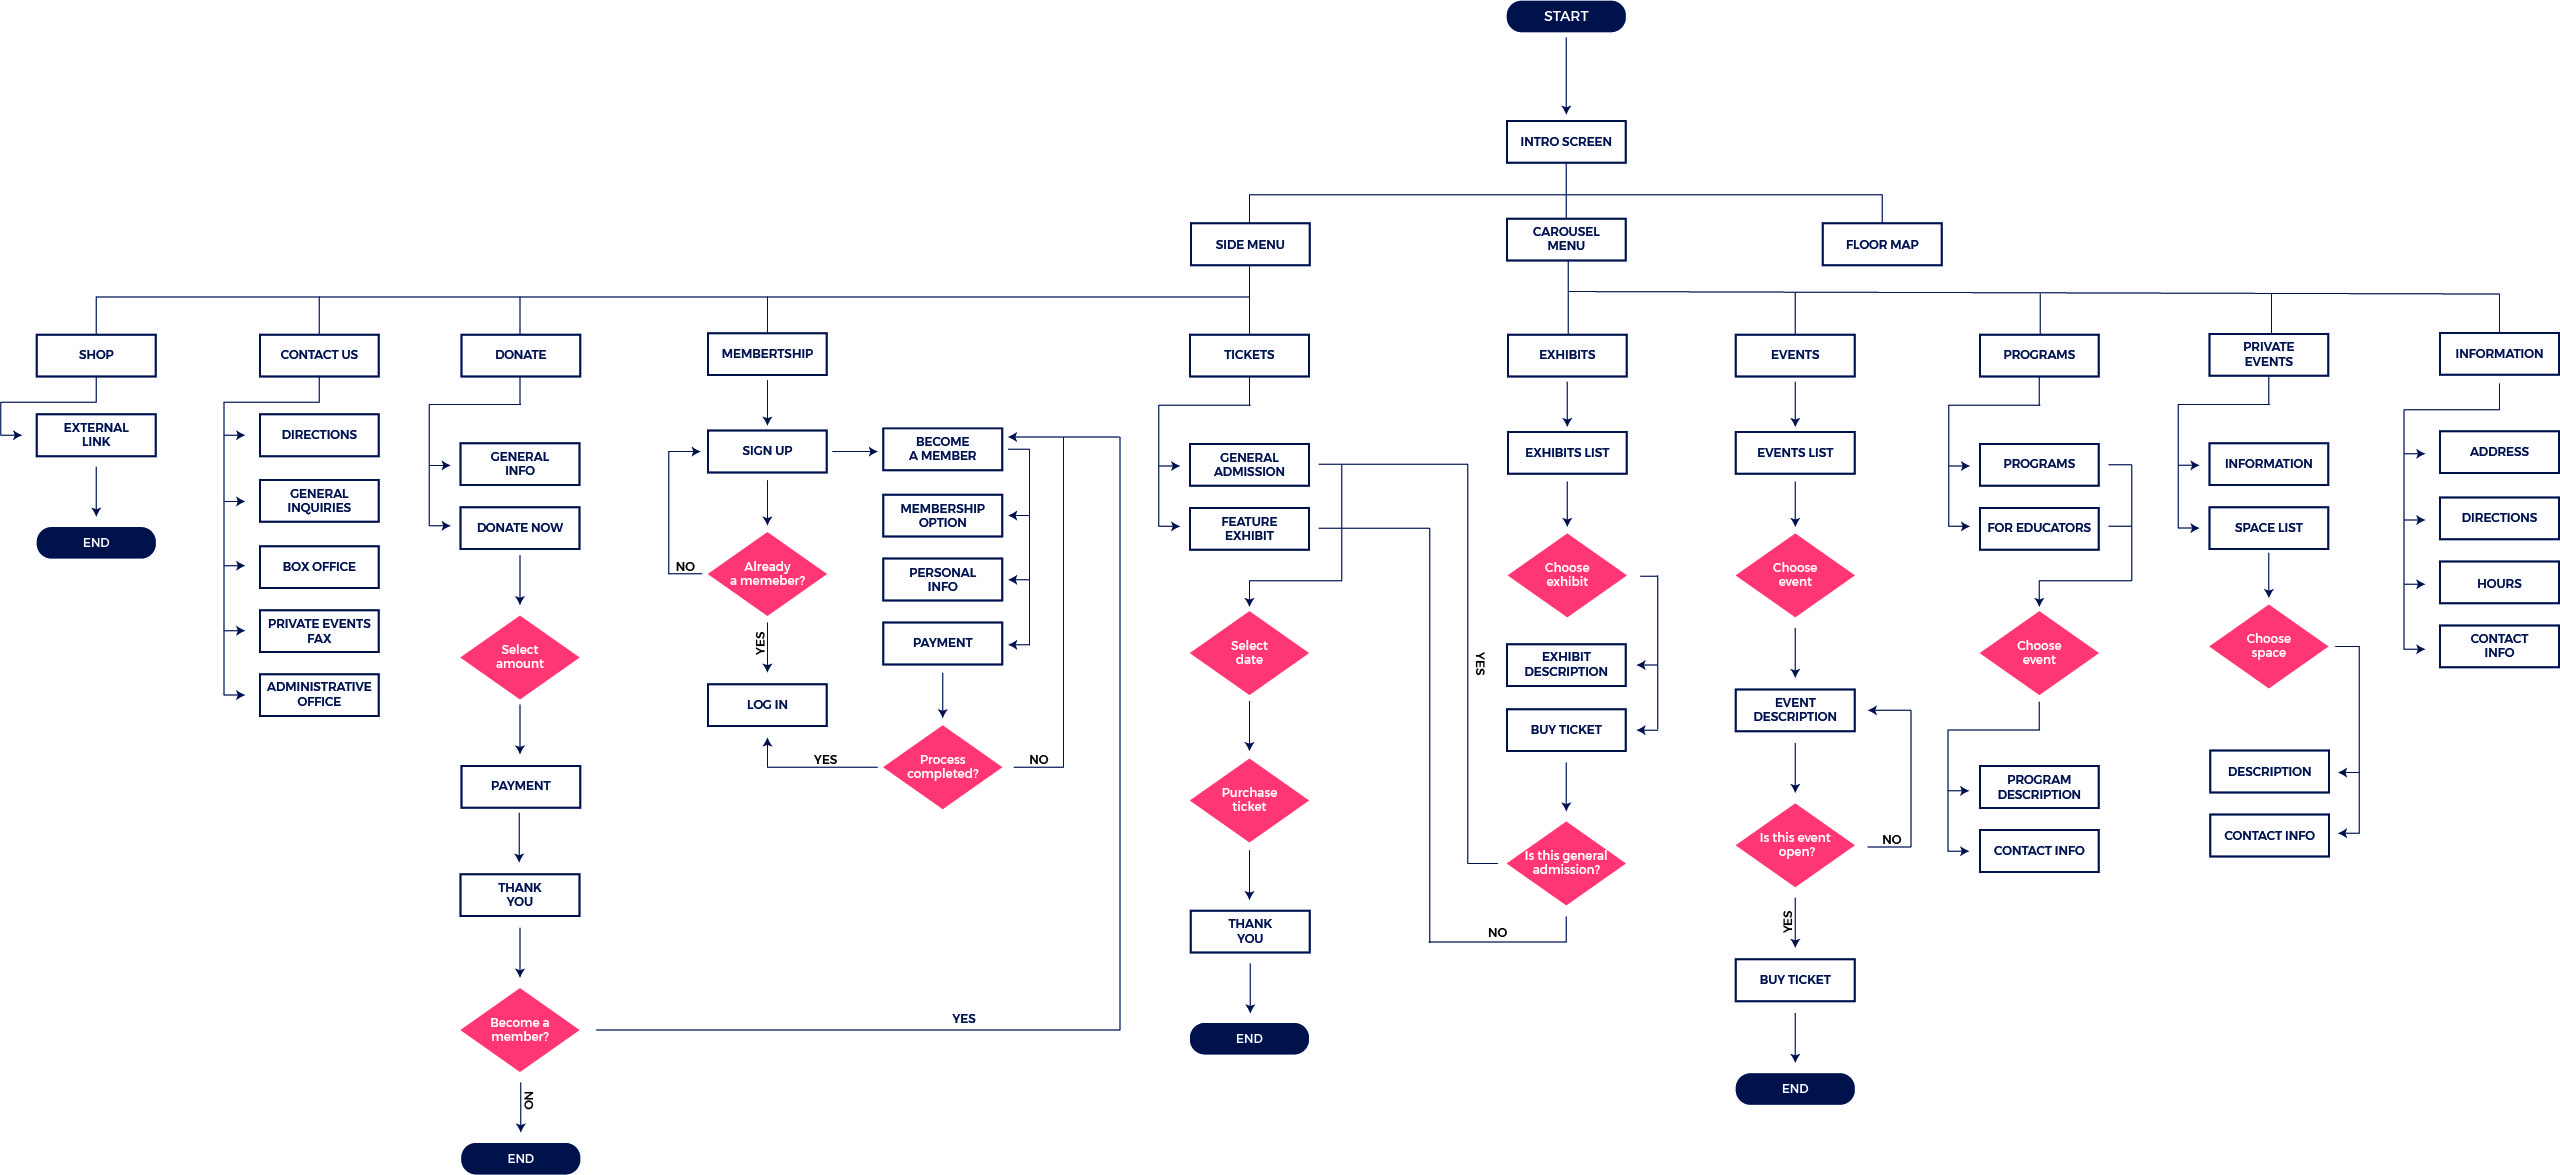 START
INTRO SCREEN
SIDE MENU
CAROUSEL
MENU
FLOOR MAP
SHOP
CONTACT US
DONATE
MEMBERTSHIP
TICKETS
EXHIBITS
EVENTS
PROGRAMS
PRIVATE
EVENTS
INFORMATION
EXTERNAL
LINK
END
DIRECTIONS
GENERAL
INQUIRIES
BOX OFFICE
PRIVATE EVENTS
FAX
ADMINISTRATIVE
OFFICE
GENERAL
INFO
DONATE NOW
Select
amount
PAYMENT
THANK
YOU
Become a
member?
YES
NO
END
SIGN UP
Already
a memeber?
NO
YES
LOG IN
BECOME
A MEMBER
MEMBERSHIP
OPTION
PERSONAL
INFO
PAYMENT
Process
completed?
YES
NO
GENERAL
ADMISSION
FEATURE
EXHIBIT
Select
date
Purchase
ticket
THANK
YOU
END
EXHIBITS LIST
Choose
exhibit
EXHIBIT
DESCRIPTION
BUY TICKET
Is this general
admission?
YES
NO
EVENTS LIST
Choose
event
EVENT
DESCRIPTION
Is this event
open?
NO
YES
BUY TICKET
END
PROGRAMS
FOR EDUCATORS
Choose
event
PROGRAM
DESCRIPTION
CONTACT INFO
INFORMATION
SPACE LIST
Choose
space
DESCRIPTION
CONTACT INFO
ADDRESS
DIRECTIONS
HOURS
CONTACT
INFO